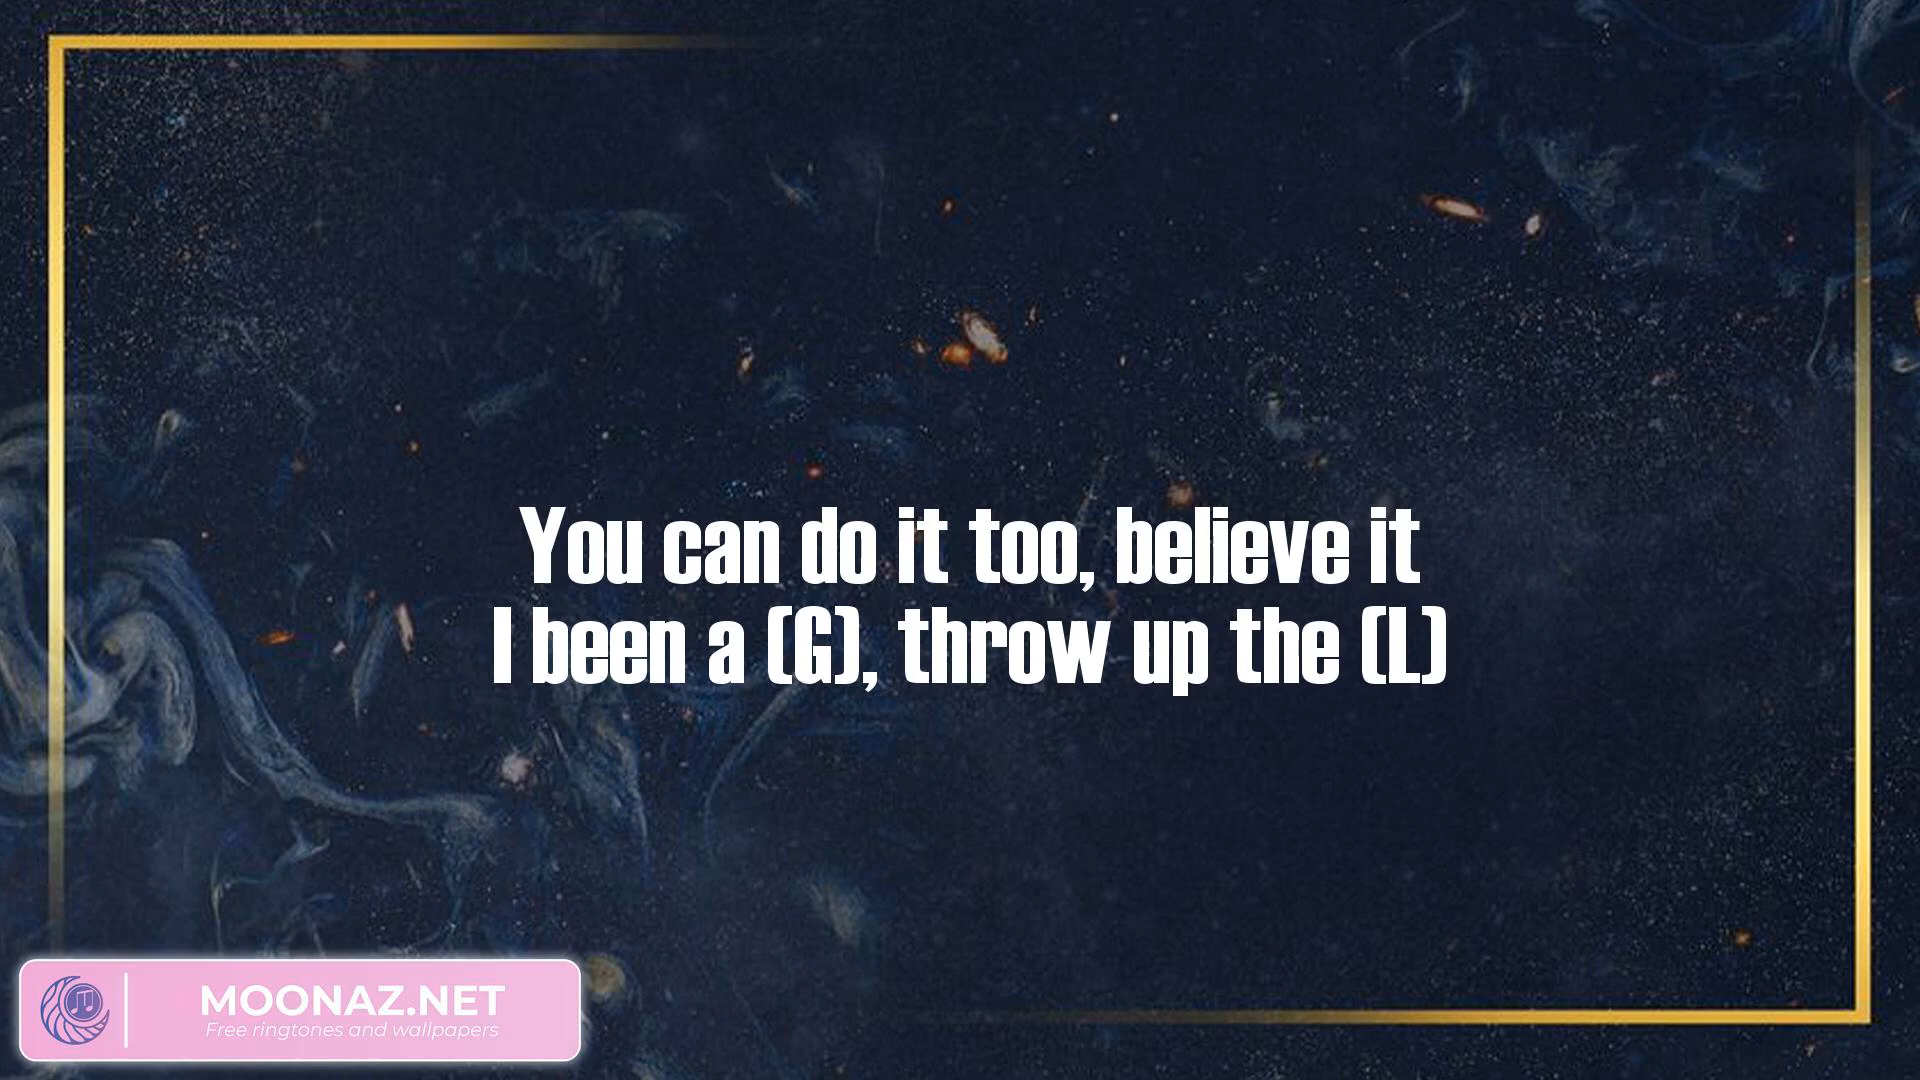 You can do it too, believe it
I been a (G), throw up the (L)
MOONAZ.NET
Free ringtones and wallpapers